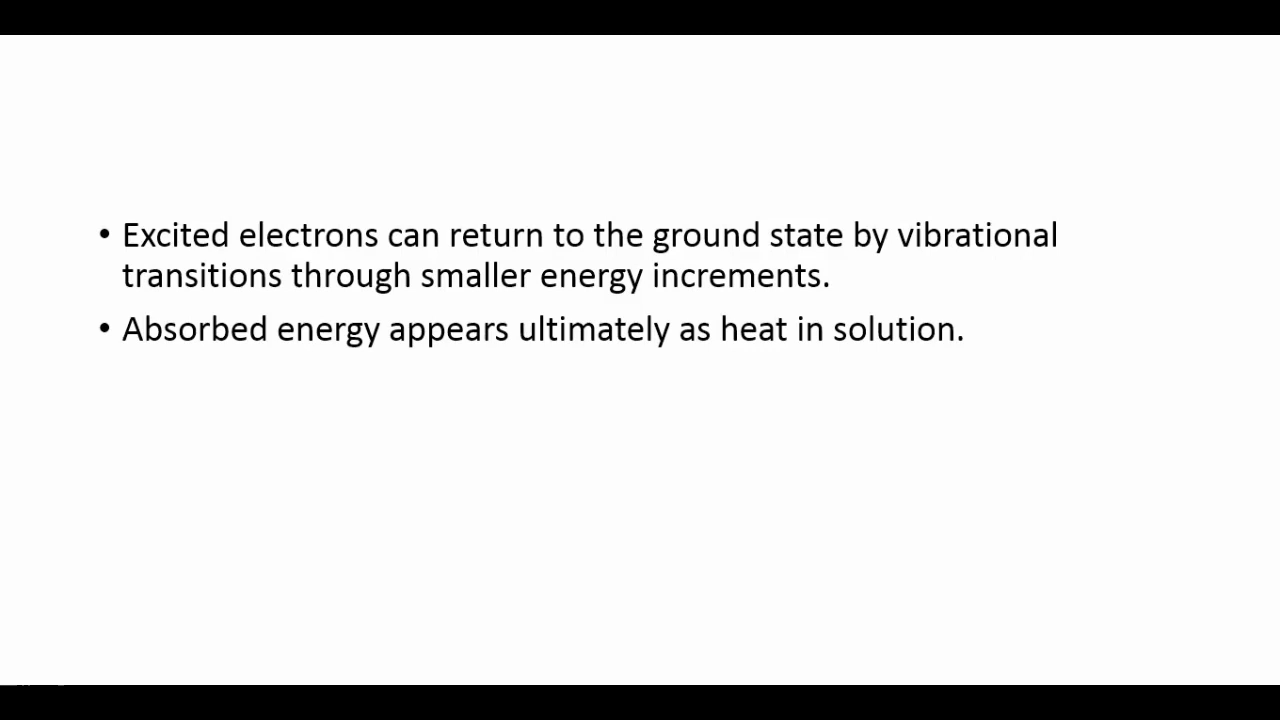 • Excited electrons can return to the ground state by vibrational
transitions through smaller energy increments.
• Absorbed energy appears ultimately as heat in solution.